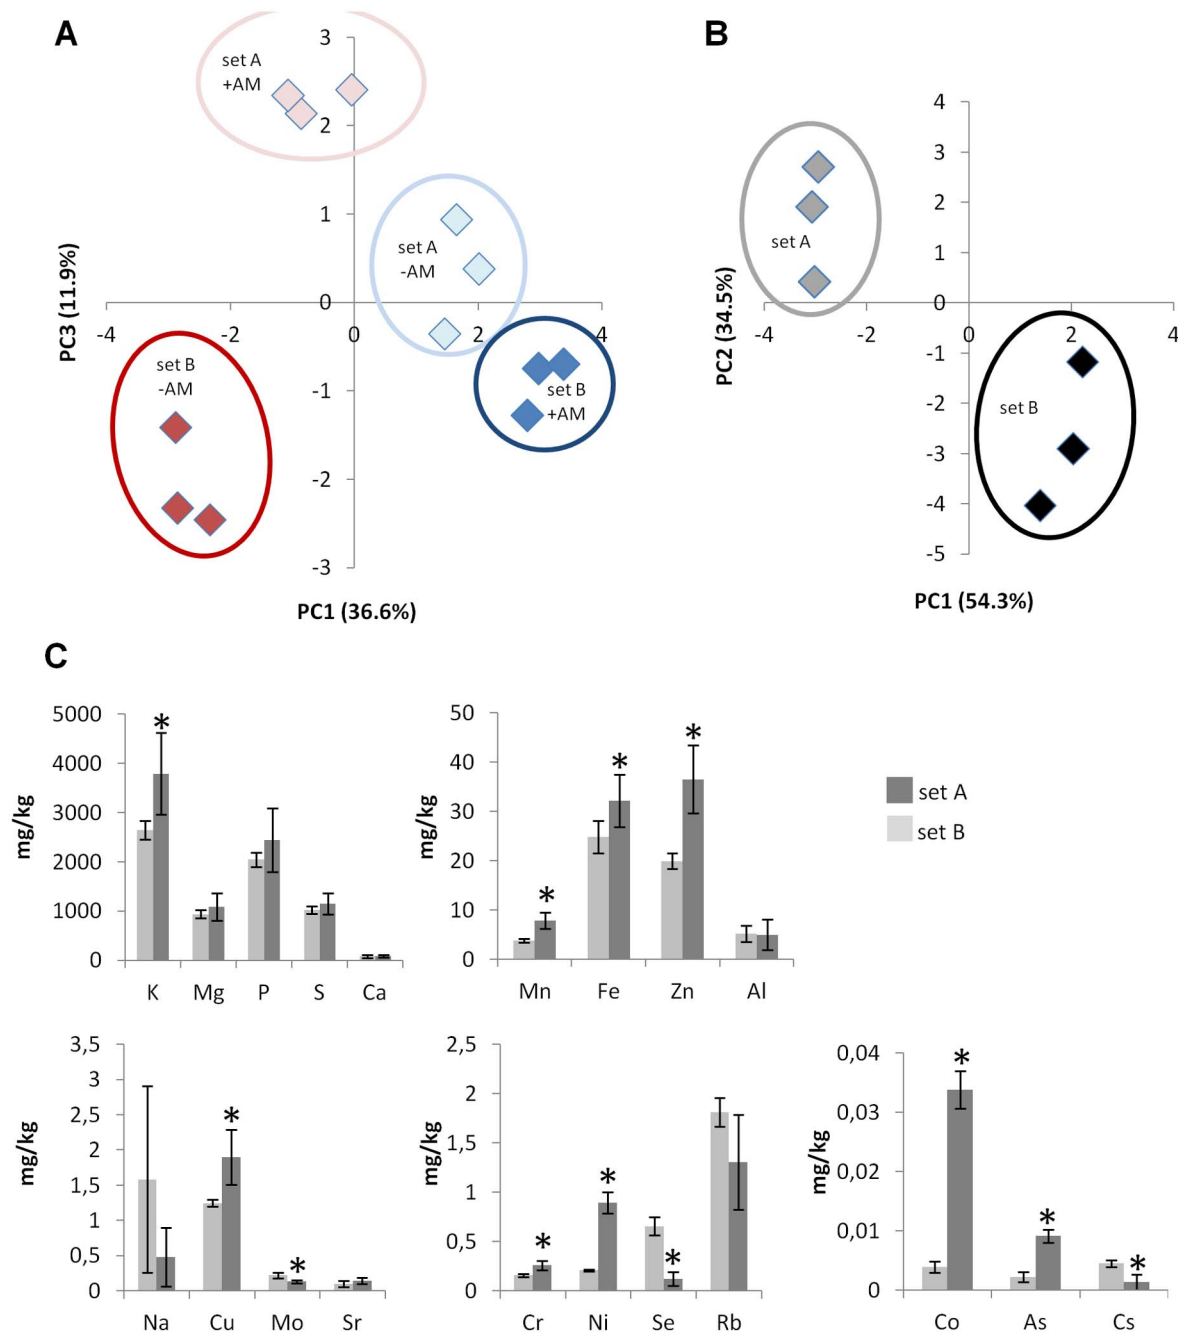 A
set A
+AM
set A
-AM
set B
-AM
set B
+AM
3
2
1
0
-1
-2
-3
-4
-2
0
2
4
PC3 (11.9%)
PC1 (36.6%)
B
set A
set B
4
3
2
1
0
-1
-2
-3
-4
-5
-4
-2
0
2
4
PC2 (34.5%)
PC1 (54.3%)
C
5000
4000
3000
2000
1000
0
mg/kg
*
K Mg P S Ca
50
40
30
20
10
0
mg/kg
* * *
Mn Fe Zn Al
set A
set B
3,5
3
2,5
2
1,5
1
0,5
0
mg/kg
* *
Na Cu Mo Sr
2,5
2
1,5
1
0,5
0
mg/kg
* * *
Cr Ni Se Rb
0,04
0,03
0,02
0,01
0
mg/kg
* * *
Co As Cs